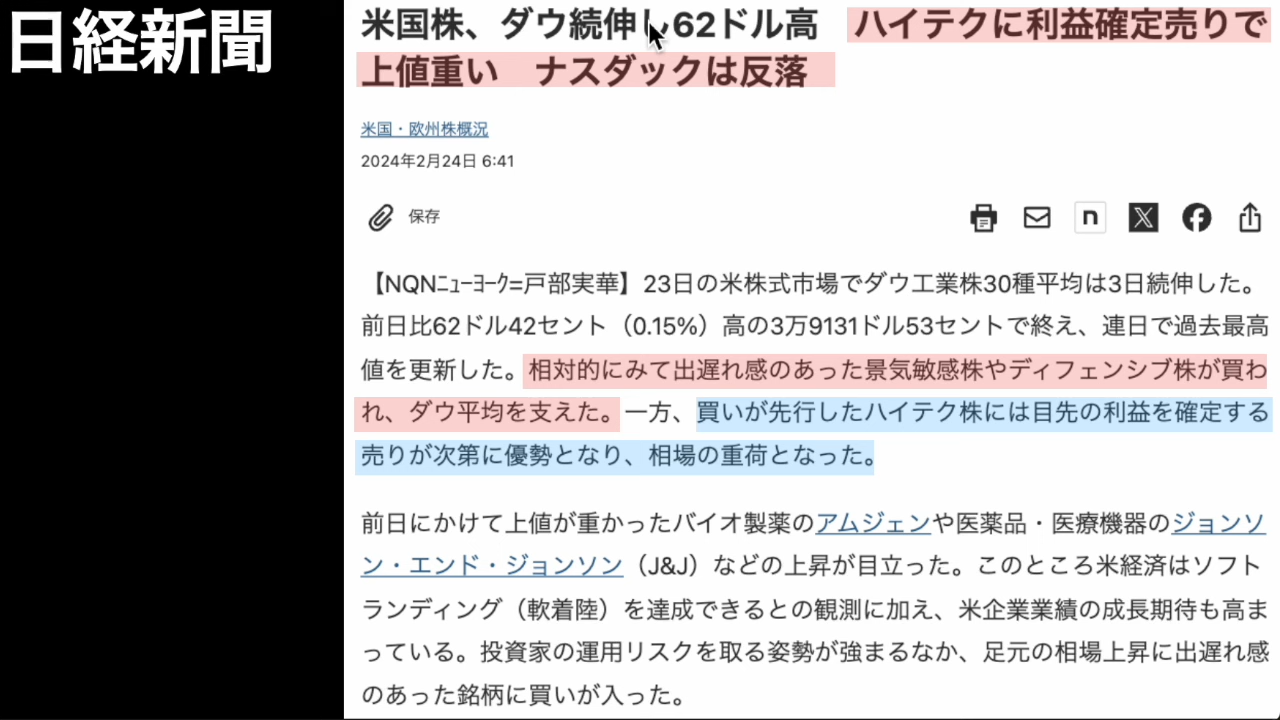 日経新聞
米国株、ダウ続伸し62ドル高　ハイテクに利益確定売りで
上値重い　ナスダックは反落
米国・欧州株概況
2024年2月24日 6:41
保存
【NQNﾆｭｰﾖｰｸ=戸部実華】23日の米株式市場でダウ工業株30種平均は3日続伸した。
前日比62ドル42セント（0.15%）高の3万9131ドル53セントで終え、連日で過去最高
値を更新した。相対的にみて出遅れ感のあった景気敏感株やディフェンシブ株が買わ
れ、ダウ平均を支えた。一方、買いが先行したハイテク株には目先の利益を確定する
売りが次第に優勢となり、相場の重荷となった。
前日にかけて上値が重かったバイオ製薬のアムジェンや医薬品・医療機器のジョンソ
ン・エンド・ジョンソン（J&J）などの上昇が目立った。このところ米経済はソフト
ランディング（軟着陸）を達成できるとの観測に加え、米企業業績の成長期待も高ま
っている。投資家の運用リスクを取る姿勢が強まるなか、足元の相場上昇に出遅れ感
のあった銘柄に買いが入った。